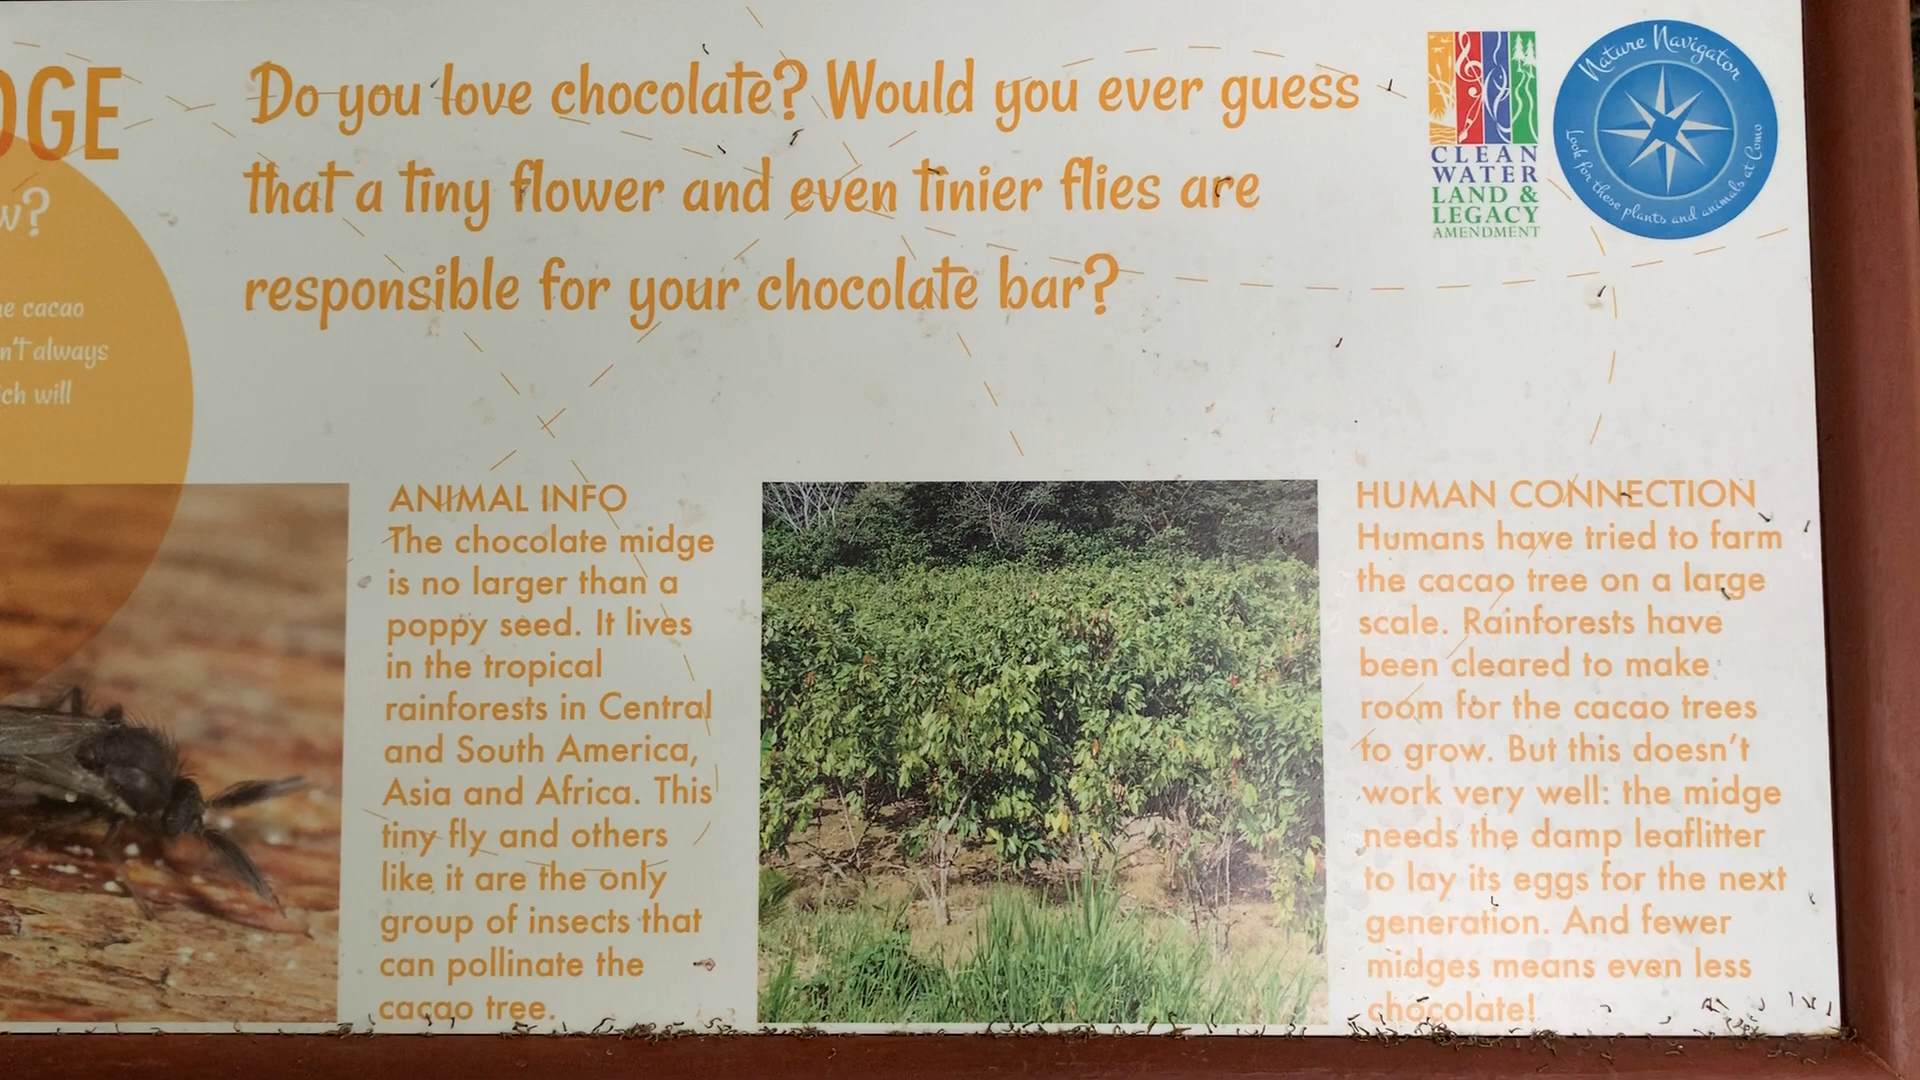 DGE
w?
he cacao
n't always
ich will
Do you love chocolate? Would you ever guess
that a tiny flower and even tinier flies are
responsible for your chocolate bar?
CLEAN
WATER
LAND &
LEGACY
AMENDMENT
Nature Navigator
Look for these plants and animals at Como
ANIMAL INFO
The chocolate midge
is no larger than a
poppy seed. It lives
in the tropical
rainforests in Central
and South America,
Asia and Africa. This
tiny fly and others
like it are the only
group of insects that
can pollinate the
cacao tree.
HUMAN CONNECTION
Humans have tried to farm
the cacao tree on a large
scale. Rainforests have
been cleared to make
room for the cacao trees
to grow. But this doesn't
work very well: the midge
needs the damp leaflitter
to lay its eggs for the next
generation. And fewer
midges means even less
chocolate!